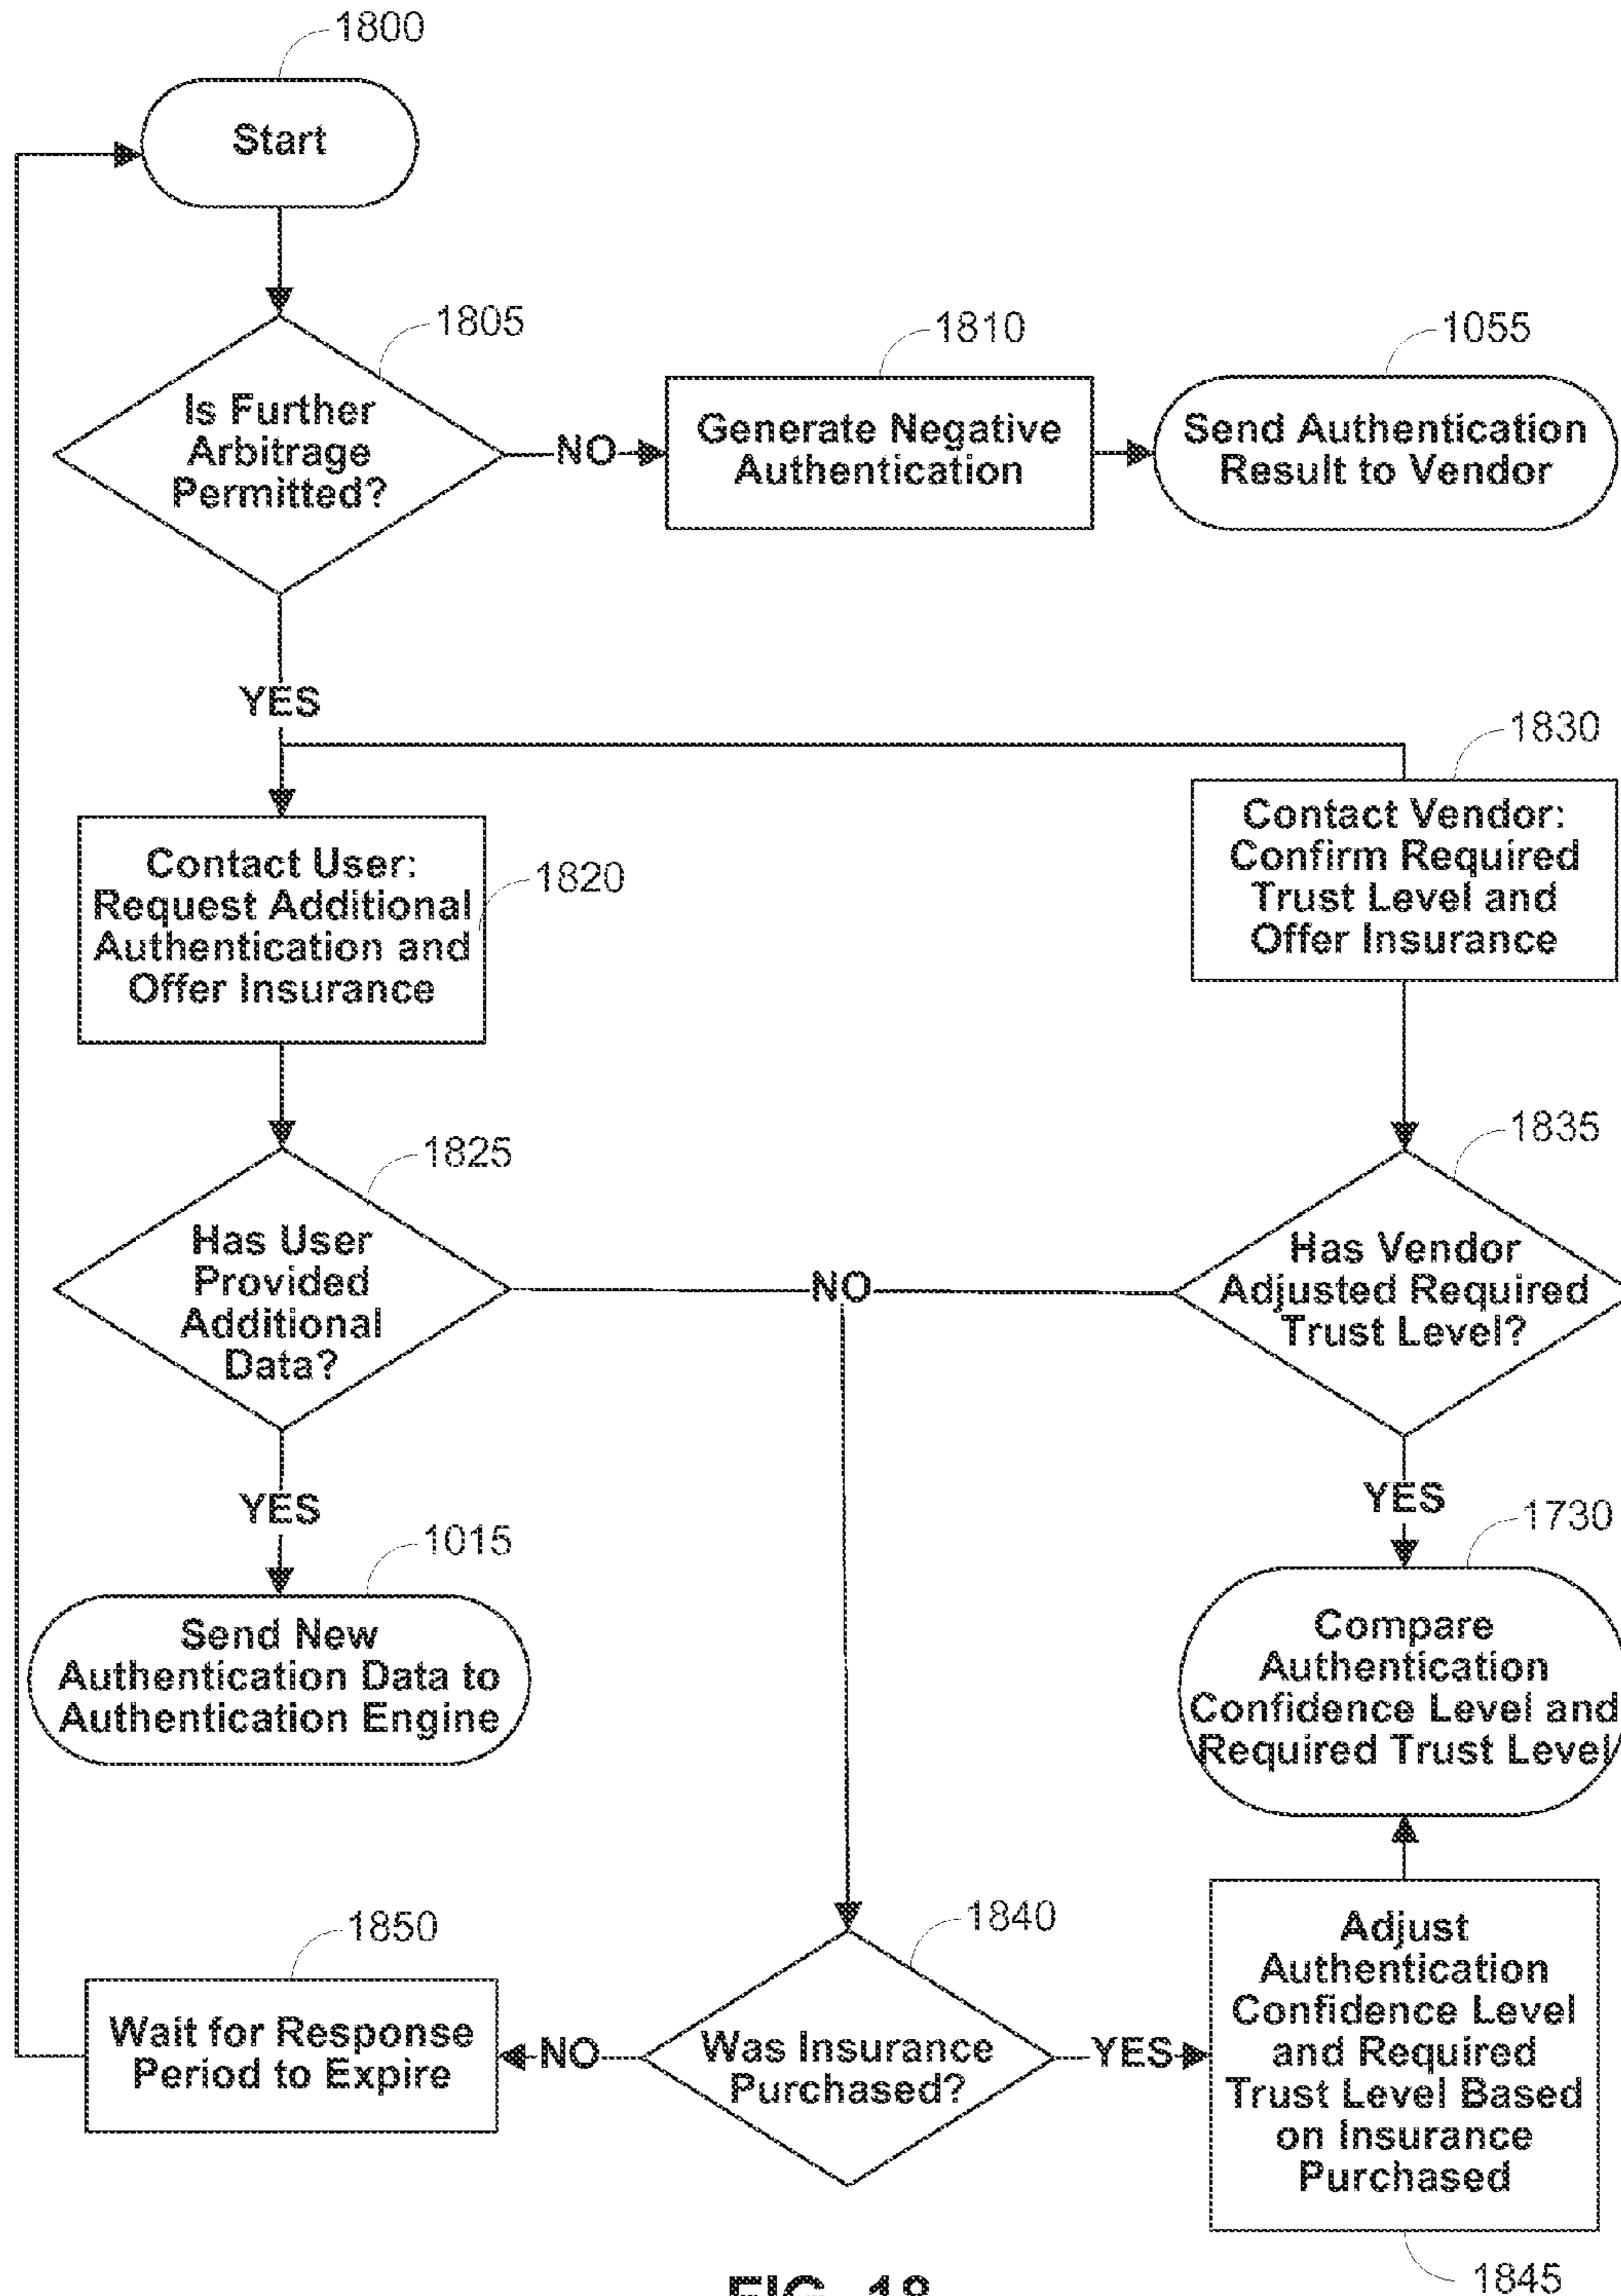 1800
Start
1805
Is Further
Arbitrage
Permitted?
NO
1810
Generate Negative
Authentication
1055
Send Authentication
Result to Vendor
YES
1830
Contact Vendor:
Confirm Required
Trust Level and
Offer Insurance
Contact User:
Request Additional
Authentication and
Offer Insurance
1820
1825
Has User
Provided
Additional
Data?
NO
1835
Has Vendor
Adjusted Required
Trust Level?
YES
1015
Send New
Authentication Data to
Authentication Engine
YES
1730
Compare
Authentication
Confidence Level and
Required Trust Level
1850
Wait for Response
Period to Expire
NO
1840
Was Insurance
Purchased?
YES
Adjust
Authentication
Confidence Level
and Required
Trust Level Based
on Insurance
Purchased
1845
FIG. 18